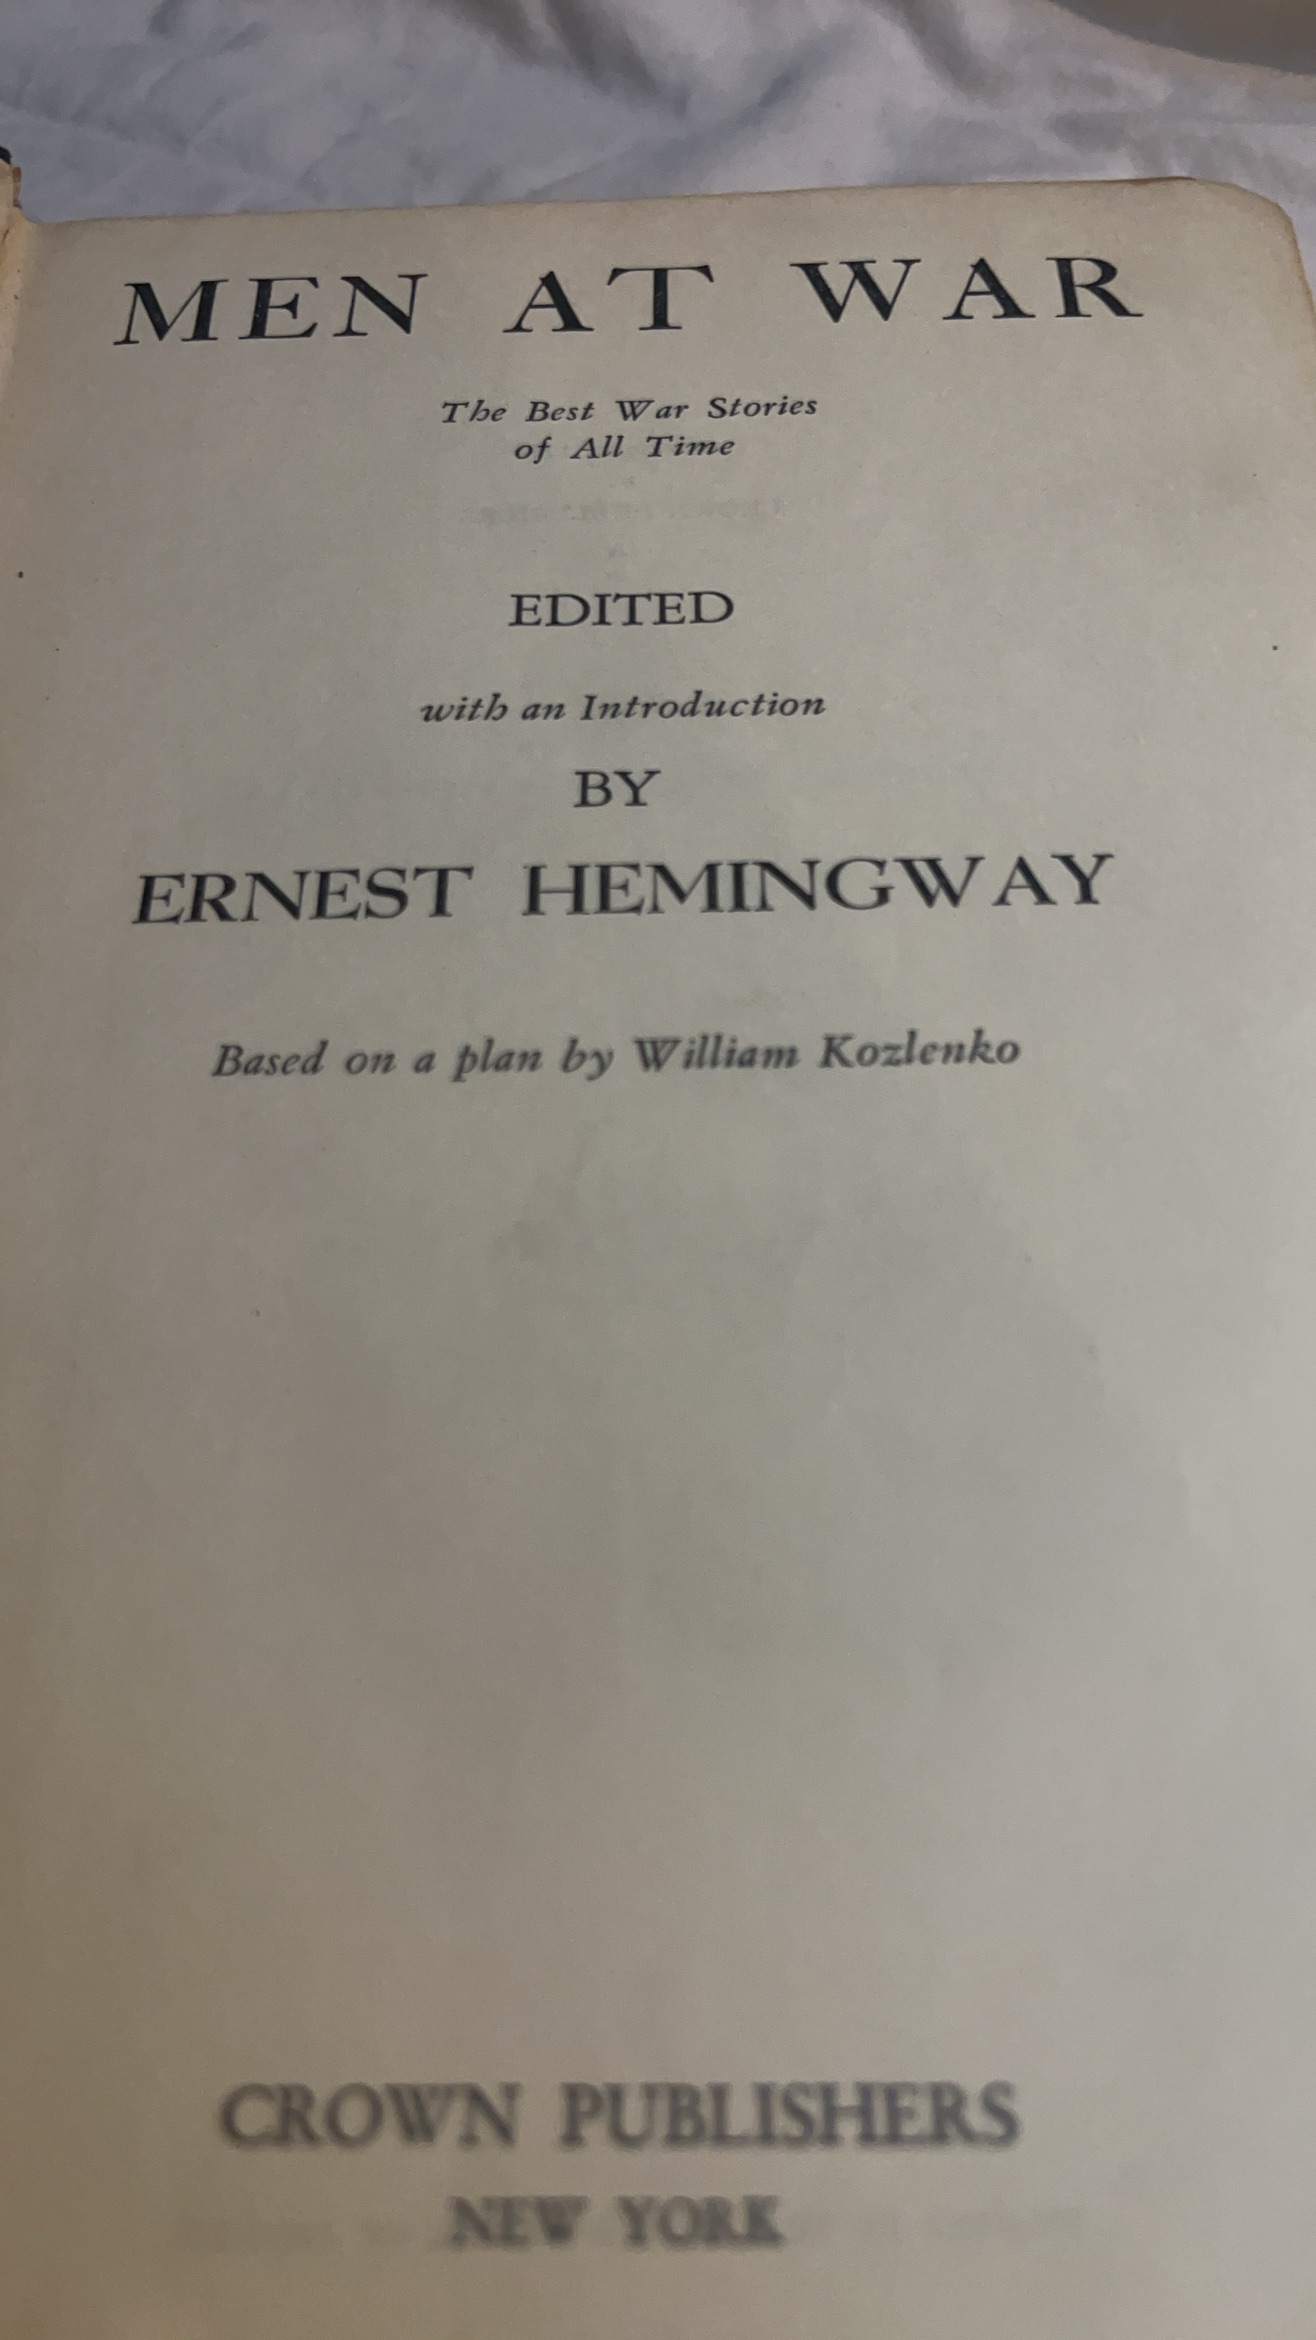 MEN AT WAR
The Best War Stories
of All Time
EDITED
with an Introduction
BY
ERNEST HEMINGWAY
Based on a plan by William Kozlenko
CROWN PUBLISHERS
NEW YORK